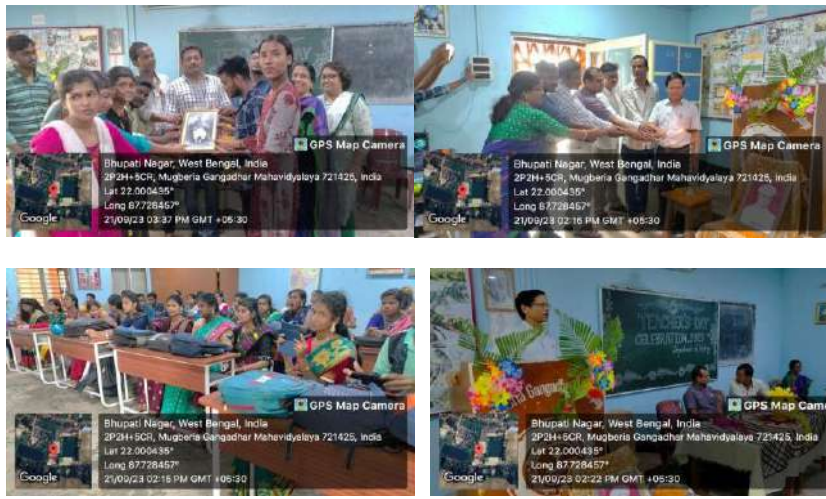 GPS Map Camera
Bhupati Nagar, West Bengal, India
2P2H+5CR, Mugberia Gangadhar Mahavidyalaya 721425, India
Lat 22.000435°
Long 87.728457°
21/09/23 03:37 PM GMT +05:30
Google
GPS Map Camera
Bhupati Nagar, West Bengal, India
2P2H+5CR, Mugberia Gangadhar Mahavidyalaya 721425, India
Lat 22.000435°
Long 87.728457°
21/09/23 02:15 PM GMT +05:30
Google
GPS Map Camera
Bhupati Nagar, West Bengal, India
2P2H+5CR, Mugberia Gangadhar Mahavidyalaya 721425, India
Lat 22.000435°
Long 87.728457°
21/09/23 02:15 PM GMT +05:30
Google
TEACHER'S DAY
CELEBRATION, 2023
GPS Map Came
Bhupati Nagar, West Bengal, India
2P2H+5CR, Mugberia Gangadhar Mahavidyalaya 721425, India
Lat 22.000435°
Long 87.728457°
21/09/23 02:22 PM GMT +05:30
Google